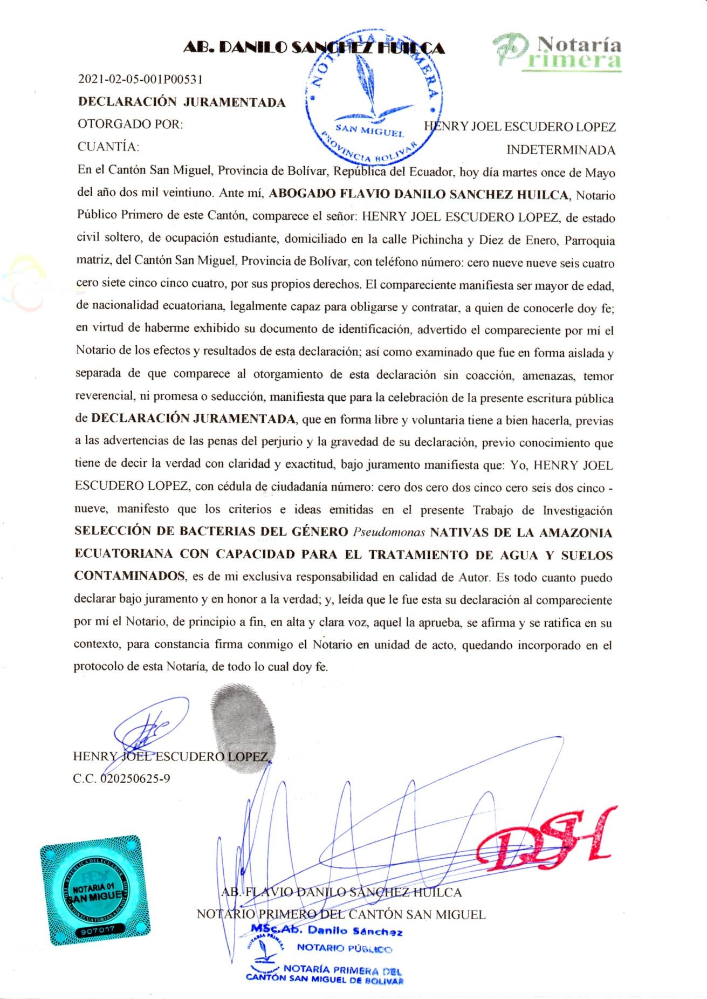 AB. DANILO SANCHEZ HUILCA
Notaría
Primera
NOTARIA PRIMERA
SAN MIGUEL
PROVINCIA BOLIVAR
2021-02-05-001P00531
DECLARACIÓN JURAMENTADA
OTORGADO POR: HENRY JOEL ESCUDERO LOPEZ
CUANTÍA: INDETERMINADA
En el Cantón San Miguel, Provincia de Bolívar, República del Ecuador, hoy día martes once de Mayo
del año dos mil veintiuno. Ante mí, ABOGADO FLAVIO DANILO SANCHEZ HUILCA, Notario
Público Primero de este Cantón, comparece el señor: HENRY JOEL ESCUDERO LOPEZ, de estado
civil soltero, de ocupación estudiante, domiciliado en la calle Pichincha y Diez de Enero, Parroquia
matriz, del Cantón San Miguel, Provincia de Bolívar, con teléfono número: cero nueve nueve seis cuatro
cero siete cinco cinco cuatro, por sus propios derechos. El compareciente manifiesta ser mayor de edad,
de nacionalidad ecuatoriana, legalmente capaz para obligarse y contratar, a quien de conocerle doy fe;
en virtud de haberme exhibido su documento de identificación, advertido el compareciente por mí el
Notario de los efectos y resultados de esta declaración; así como examinado que fue en forma aislada y
separada de que comparece al otorgamiento de esta declaración sin coacción, amenazas, temor
reverencial, ni promesa o seducción, manifiesta que para la celebración de la presente escritura pública
de DECLARACIÓN JURAMENTADA, que en forma libre y voluntaria tiene a bien hacerla, previas
a las advertencias de las penas del perjurio y la gravedad de su declaración, previo conocimiento que
tiene de decir la verdad con claridad y exactitud, bajo juramento manifiesta que: Yo, HENRY JOEL
ESCUDERO LOPEZ, con cédula de ciudadanía número: cero dos cero dos cinco cero seis dos cinco -
nueve, manifesto que los criterios e ideas emitidas en el presente Trabajo de Investigación
SELECCIÓN DE BACTERIAS DEL GÉNERO Pseudomonas NATIVAS DE LA AMAZONIA
ECUATORIANA CON CAPACIDAD PARA EL TRATAMIENTO DE AGUA Y SUELOS
CONTAMINADOS, es de mi exclusiva responsabilidad en calidad de Autor. Es todo cuanto puedo
declarar bajo juramento y en honor a la verdad; y, leída que le fue esta su declaración al compareciente
por mí el Notario, de principio a fin, en alta y clara voz, aquel la aprueba, se afirma y se ratifica en su
contexto, para constancia firma conmigo el Notario en unidad de acto, quedando incorporado en el
protocolo de esta Notaría, de todo lo cual doy fe.
HENRY JOEL ESCUDERO LOPEZ,
C.C. 020250625-9
DSH
REPÚBLICA DEL ECUADOR
NOTARIA 01
SAN MIGUEL
907017
AB. FLAVIO DANILO SÁNCHEZ HUILCA
NOTARIO PRIMERO DEL CANTÓN SAN MIGUEL
MSc.Ab. Danilo Sánchez
NOTARIA PRIMERA
NOTARIO PÚBLICO
NOTARÍA PRIMERA DEL
CANTÓN SAN MIGUEL DE BOLIVAR